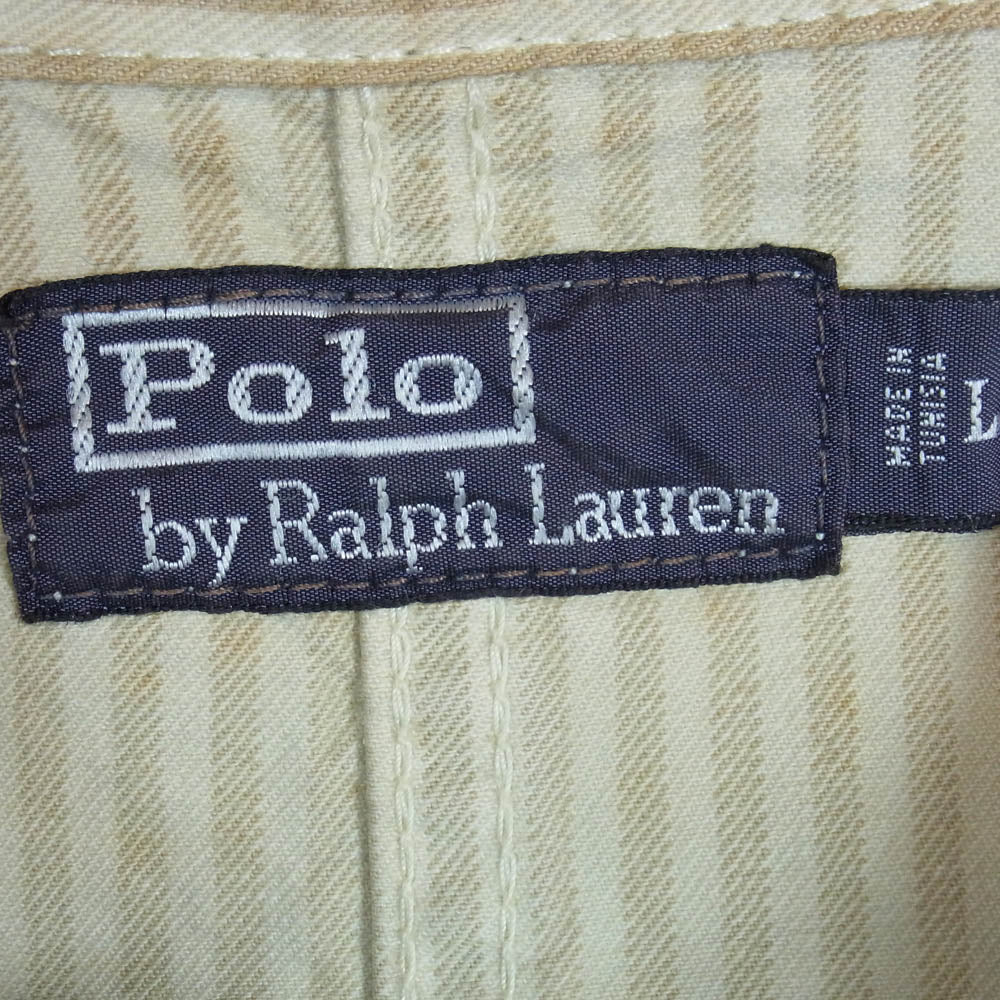 Polo
by Ralph Lauren
MADE IN
TUNISIA
L